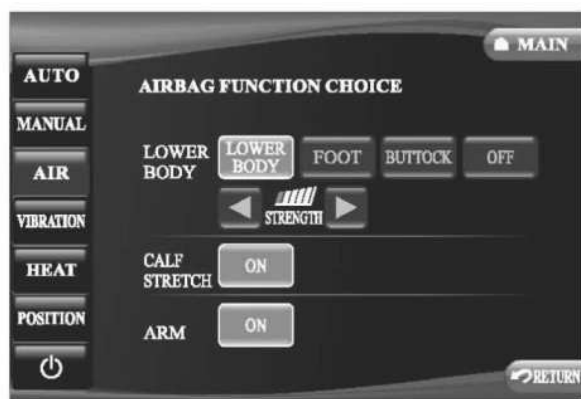 MAIN
AUTO
MANUAL
AIR
VIBRATION
HEAT
POSITION
AIRBAG FUNCTION CHOICE
LOWER BODY
LOWER BODY
FOOT
BUTTOCK
OFF
STRENGTH
CALF STRETCH
ON
ARM
ON
RETURN